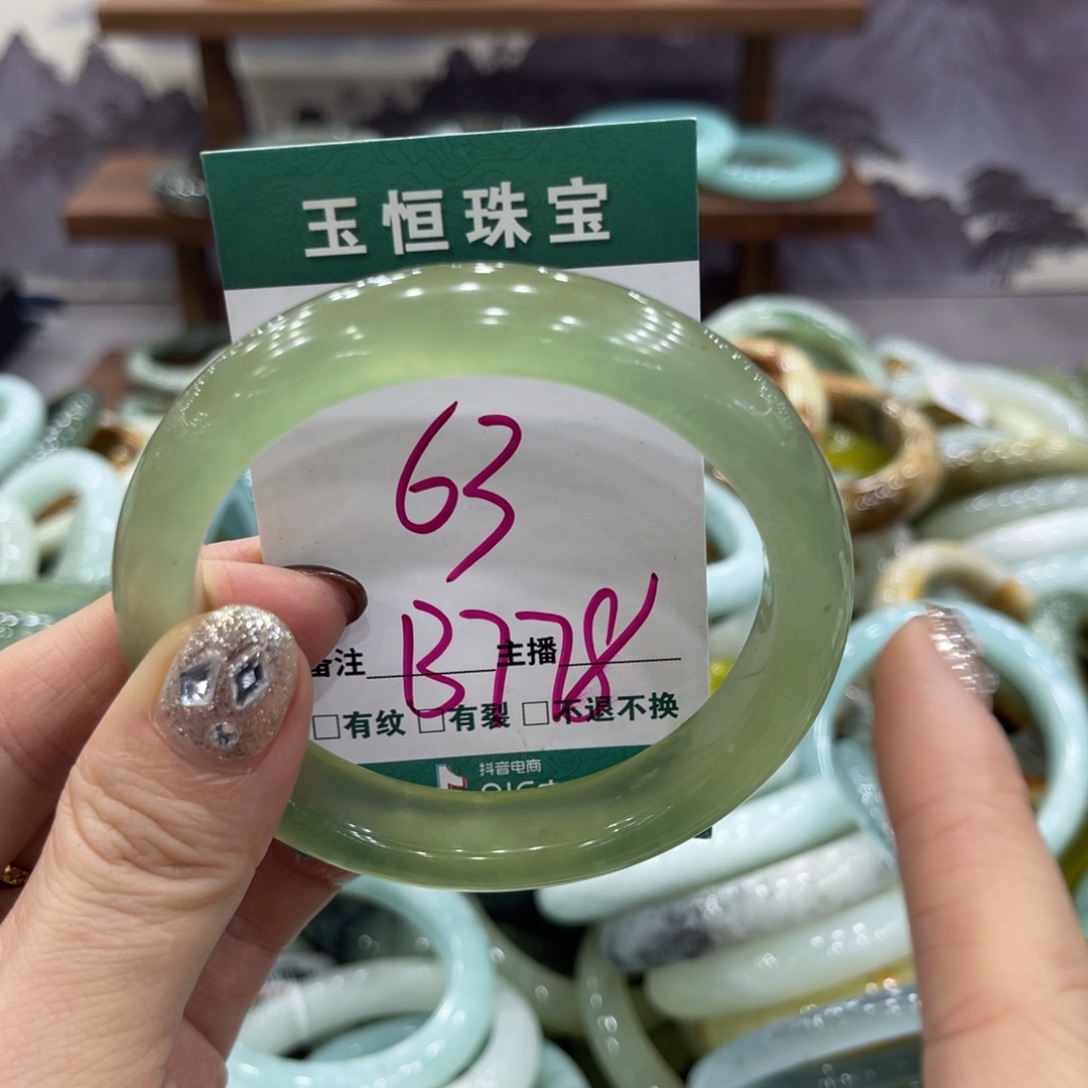 玉恒珠宝
63
B778
备注 主播
□有纹 □有裂 □不退不换
抖音电商